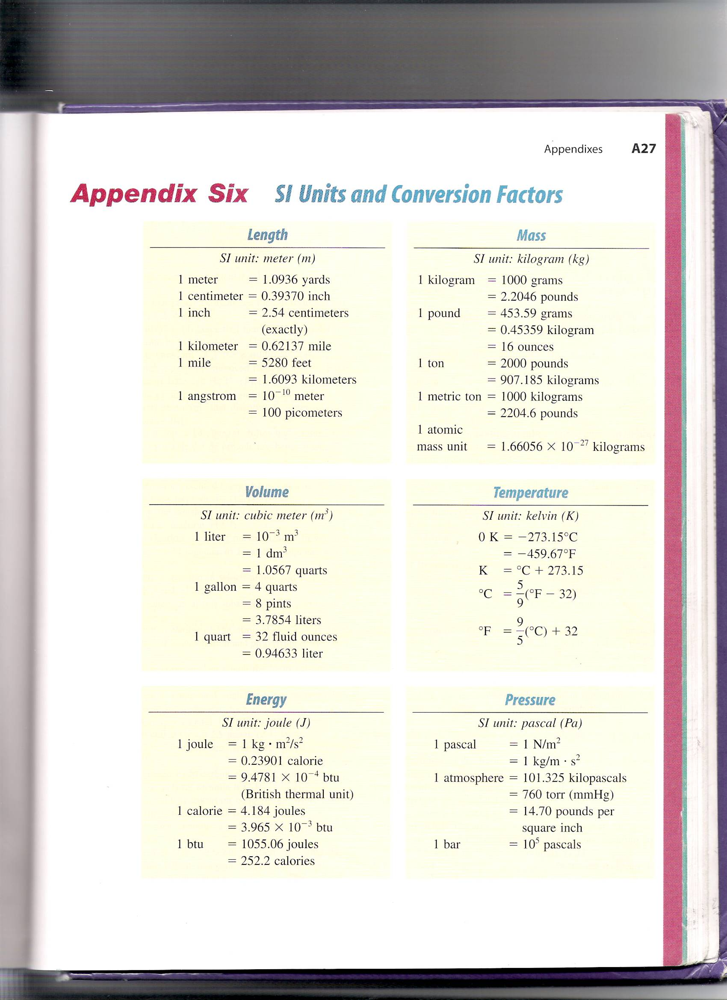 Appendixes A27
Appendix Six SI Units and Conversion Factors
Length
SI unit: meter (m)
1 meter = 1.0936 yards
1 centimeter = 0.39370 inch
1 inch = 2.54 centimeters
(exactly)
1 kilometer = 0.62137 mile
1 mile = 5280 feet
= 1.6093 kilometers
1 angstrom = 10⁻¹⁰ meter
= 100 picometers
Mass
SI unit: kilogram (kg)
1 kilogram = 1000 grams
= 2.2046 pounds
1 pound = 453.59 grams
= 0.45359 kilogram
= 16 ounces
1 ton = 2000 pounds
= 907.185 kilograms
1 metric ton = 1000 kilograms
= 2204.6 pounds
1 atomic
mass unit = 1.66056 × 10⁻²⁷ kilograms
Volume
SI unit: cubic meter (m³)
1 liter = 10⁻³ m³
= 1 dm³
= 1.0567 quarts
1 gallon = 4 quarts
= 8 pints
= 3.7854 liters
1 quart = 32 fluid ounces
= 0.94633 liter
Temperature
SI unit: kelvin (K)
0 K = −273.15°C
= −459.67°F
K = °C + 273.15
°C = 5/9(°F − 32)
°F = 9/5(°C) + 32
Energy
SI unit: joule (J)
1 joule = 1 kg · m²/s²
= 0.23901 calorie
= 9.4781 × 10⁻⁴ btu
(British thermal unit)
1 calorie = 4.184 joules
= 3.965 × 10⁻³ btu
1 btu = 1055.06 joules
= 252.2 calories
Pressure
SI unit: pascal (Pa)
1 pascal = 1 N/m²
= 1 kg/m · s²
1 atmosphere = 101.325 kilopascals
= 760 torr (mmHg)
= 14.70 pounds per
square inch
1 bar = 10⁵ pascals